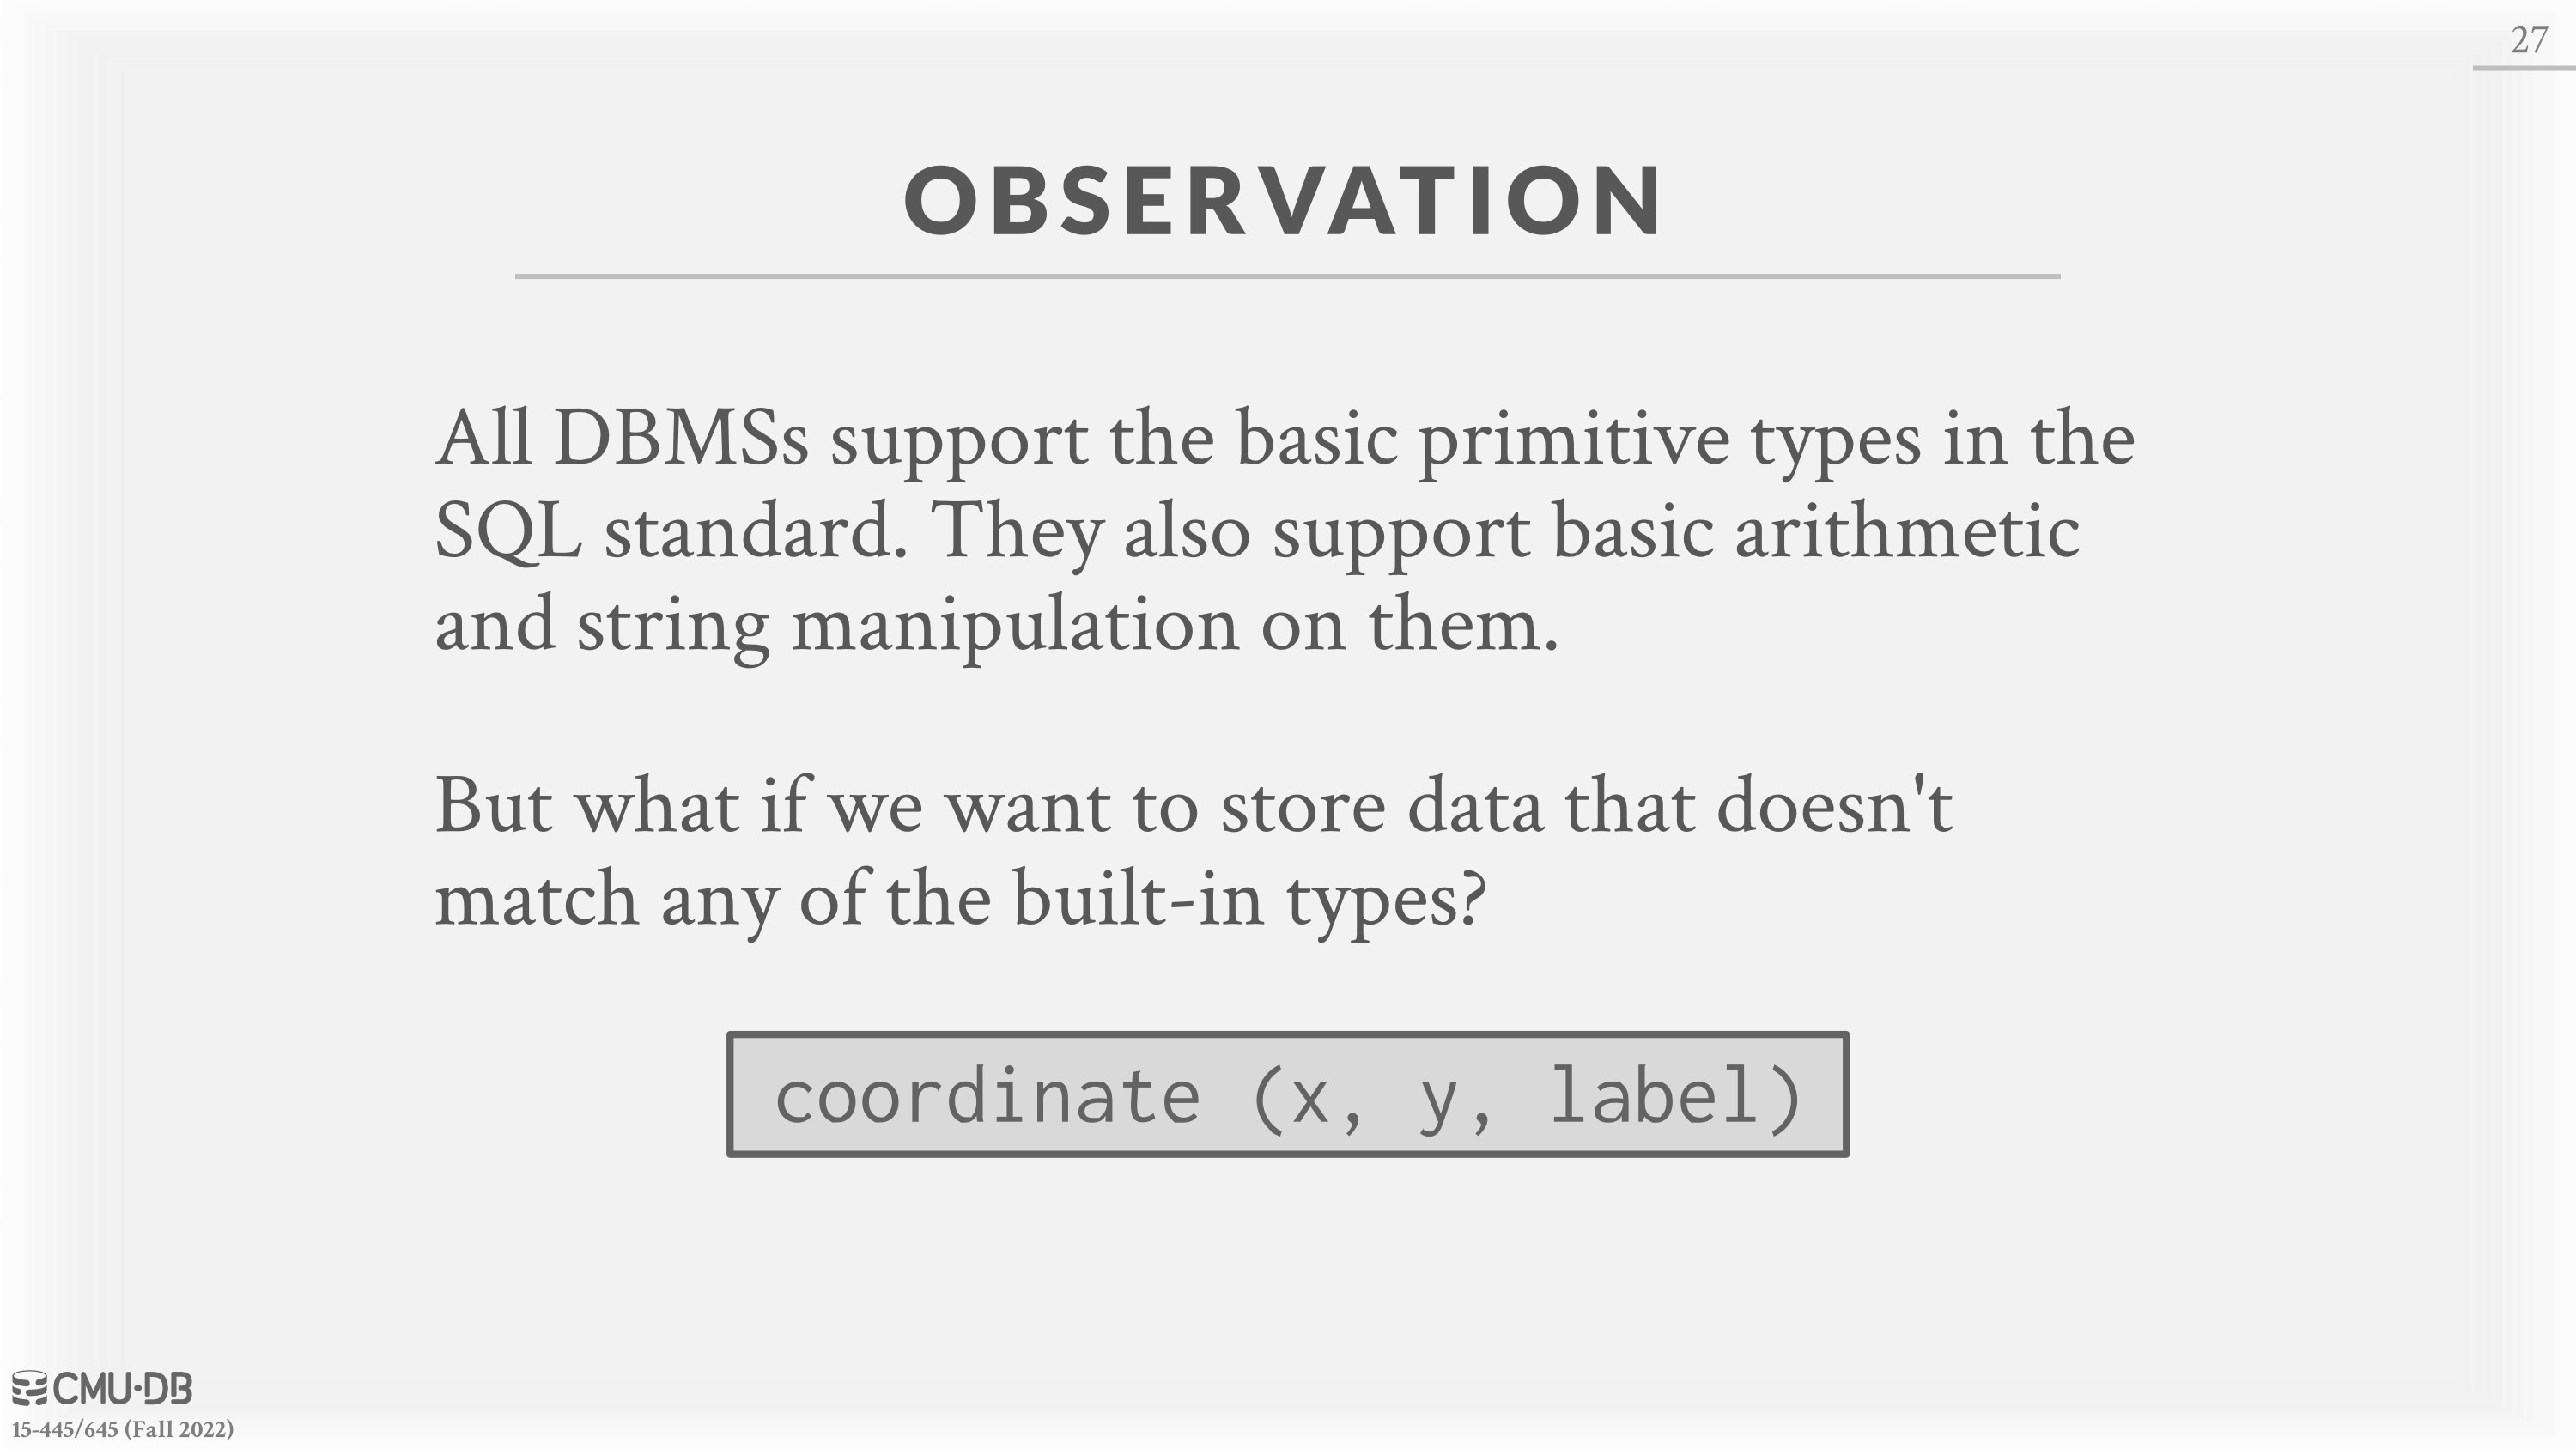 27
OBSERVATION
All DBMSs support the basic primitive types in the
SQL standard. They also support basic arithmetic
and string manipulation on them.
But what if we want to store data that doesn't
match any of the built-in types?
coordinate (x, y, label)
CMU·DB
15-445/645 (Fall 2022)